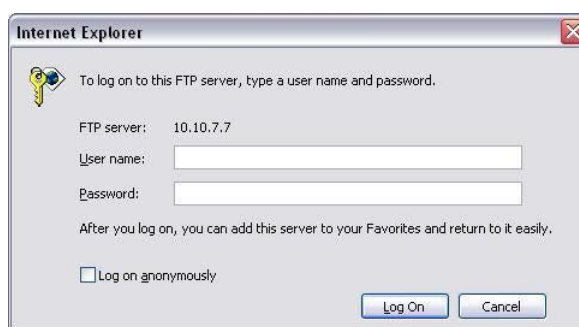 Internet Explorer
To log on to this FTP server, type a user name and password.
FTP server: 10.10.7.7
User name:
Password:
After you log on, you can add this server to your Favorites and return to it easily.
Log on anonymously
Log On Cancel